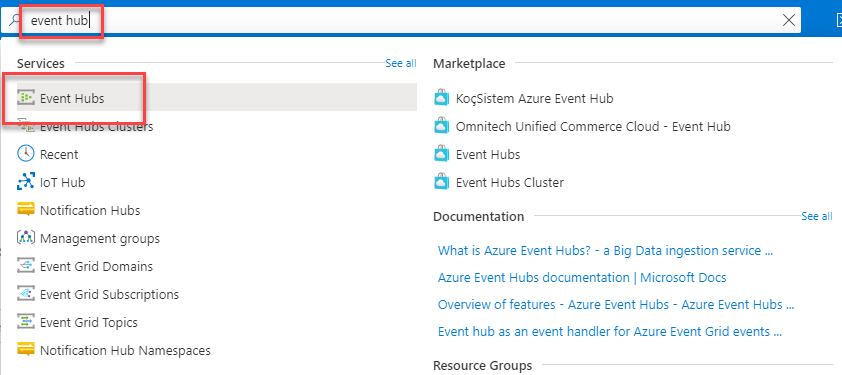 event hub
Services
See all
Event Hubs
Event Hubs Clusters
Recent
IoT Hub
Notification Hubs
Management groups
Event Grid Domains
Event Grid Subscriptions
Event Grid Topics
Notification Hub Namespaces
Marketplace
KoçSistem Azure Event Hub
Omnitech Unified Commerce Cloud - Event Hub
Event Hubs
Event Hubs Cluster
Documentation
See all
What is Azure Event Hubs? - a Big Data ingestion service ...
Azure Event Hubs documentation | Microsoft Docs
Overview of features - Azure Event Hubs - Azure Event Hubs ...
Event hub as an event handler for Azure Event Grid events ...
Resource Groups